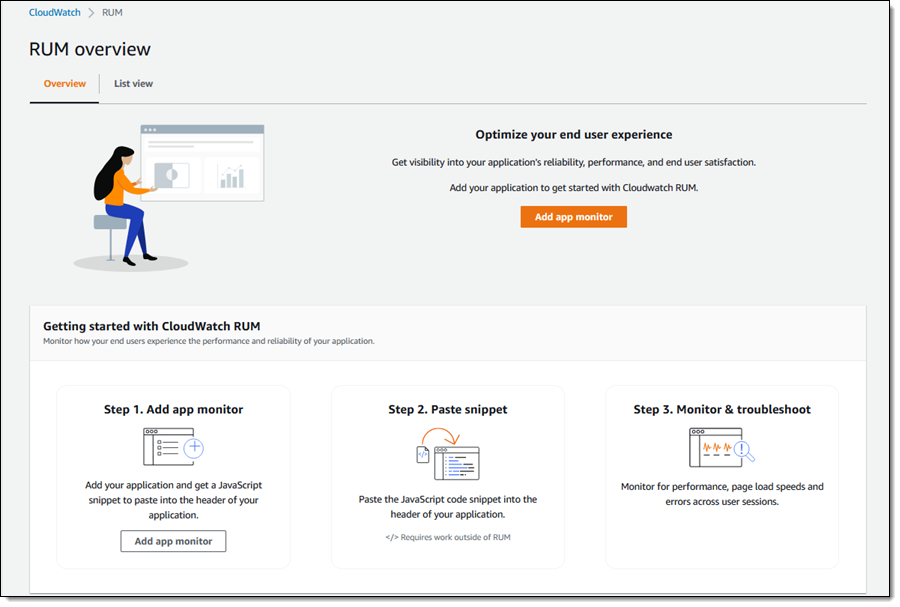 CloudWatch > RUM
RUM overview
Overview
List view
Optimize your end user experience
Get visibility into your application's reliability, performance, and end user satisfaction.
Add your application to get started with Cloudwatch RUM.
Add app monitor
Getting started with CloudWatch RUM
Monitor how your end users experience the performance and reliability of your application.
Step 1. Add app monitor
Add your application and get a JavaScript
snippet to paste into the header of your
application.
Add app monitor
Step 2. Paste snippet
</>
Paste the JavaScript code snippet into the
header of your application.
</> Requires work outside of RUM
Step 3. Monitor & troubleshoot
Monitor for performance, page load speeds and
errors across user sessions.